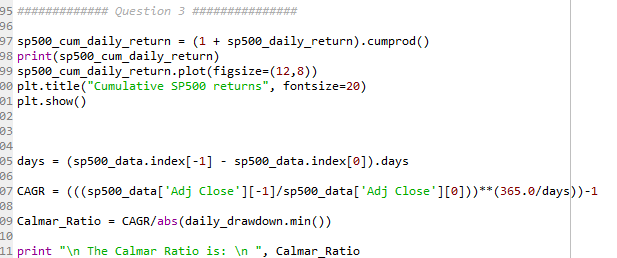 95 ############# Question 3 ###############
96
97 sp500_cum_daily_return = (1 + sp500_daily_return).cumprod()
98 print(sp500_cum_daily_return)
99 sp500_cum_daily_return.plot(figsize=(12,8))
00 plt.title("Cumulative SP500 returns", fontsize=20)
01 plt.show()
02
03
04
05 days = (sp500_data.index[-1] - sp500_data.index[0]).days
06
07 CAGR = (((sp500_data['Adj Close'][-1]/sp500_data['Adj Close'][0]))**(365.0/days))-1
08
09 Calmar_Ratio = CAGR/abs(daily_drawdown.min())
10
11 print "\n The Calmar Ratio is: \n ", Calmar_Ratio